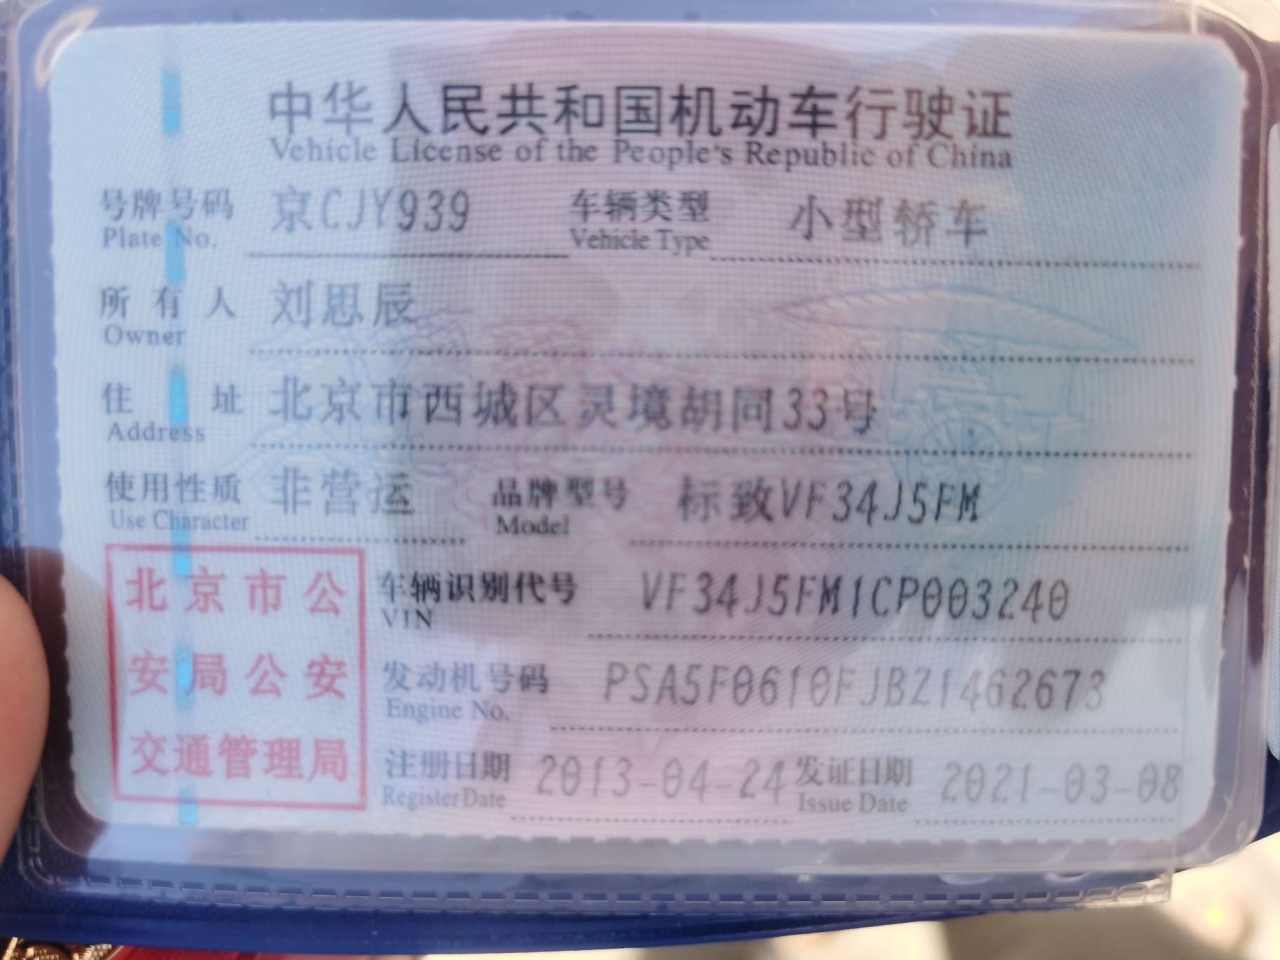 中华人民共和国机动车行驶证
Vehicle License of the People's Republic of China
号牌号码 京CJY939 车辆类型 小型轿车
Plate No. Vehicle Type
所有人 刘思辰
Owner
住址 北京市西城区灵境胡同33号
Address
使用性质 非营运 品牌型号 标致VF34J5FM
Use Character Model
北京市公安局公安交通管理局
车辆识别代号 VF34J5FM1CP003240
VIN
发动机号码 PSA5F0610FJBZ1462673
Engine No.
注册日期 2013-04-24 发证日期 2021-03-08
Register Date Issue Date